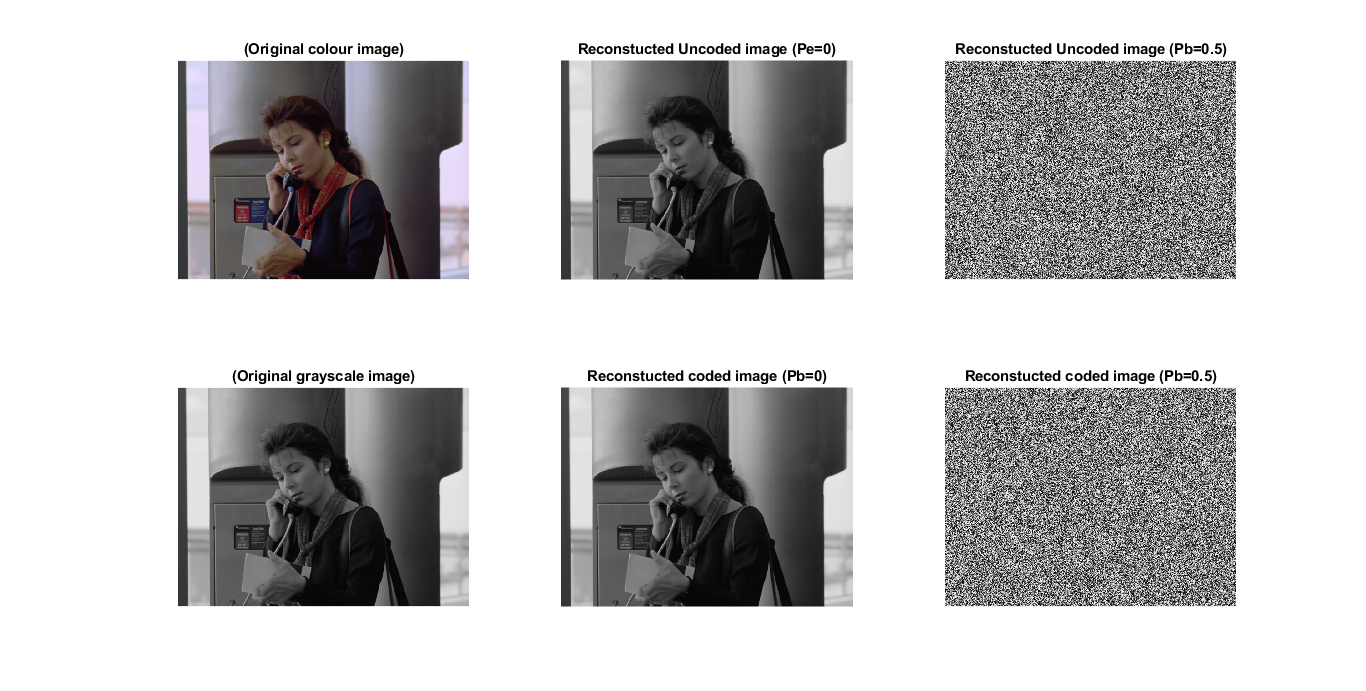 (Original colour image)
Reconstucted Uncoded image (Pe=0)
Reconstucted Uncoded image (Pb=0.5)
(Original grayscale image)
Reconstucted coded image (Pb=0)
Reconstucted coded image (Pb=0.5)